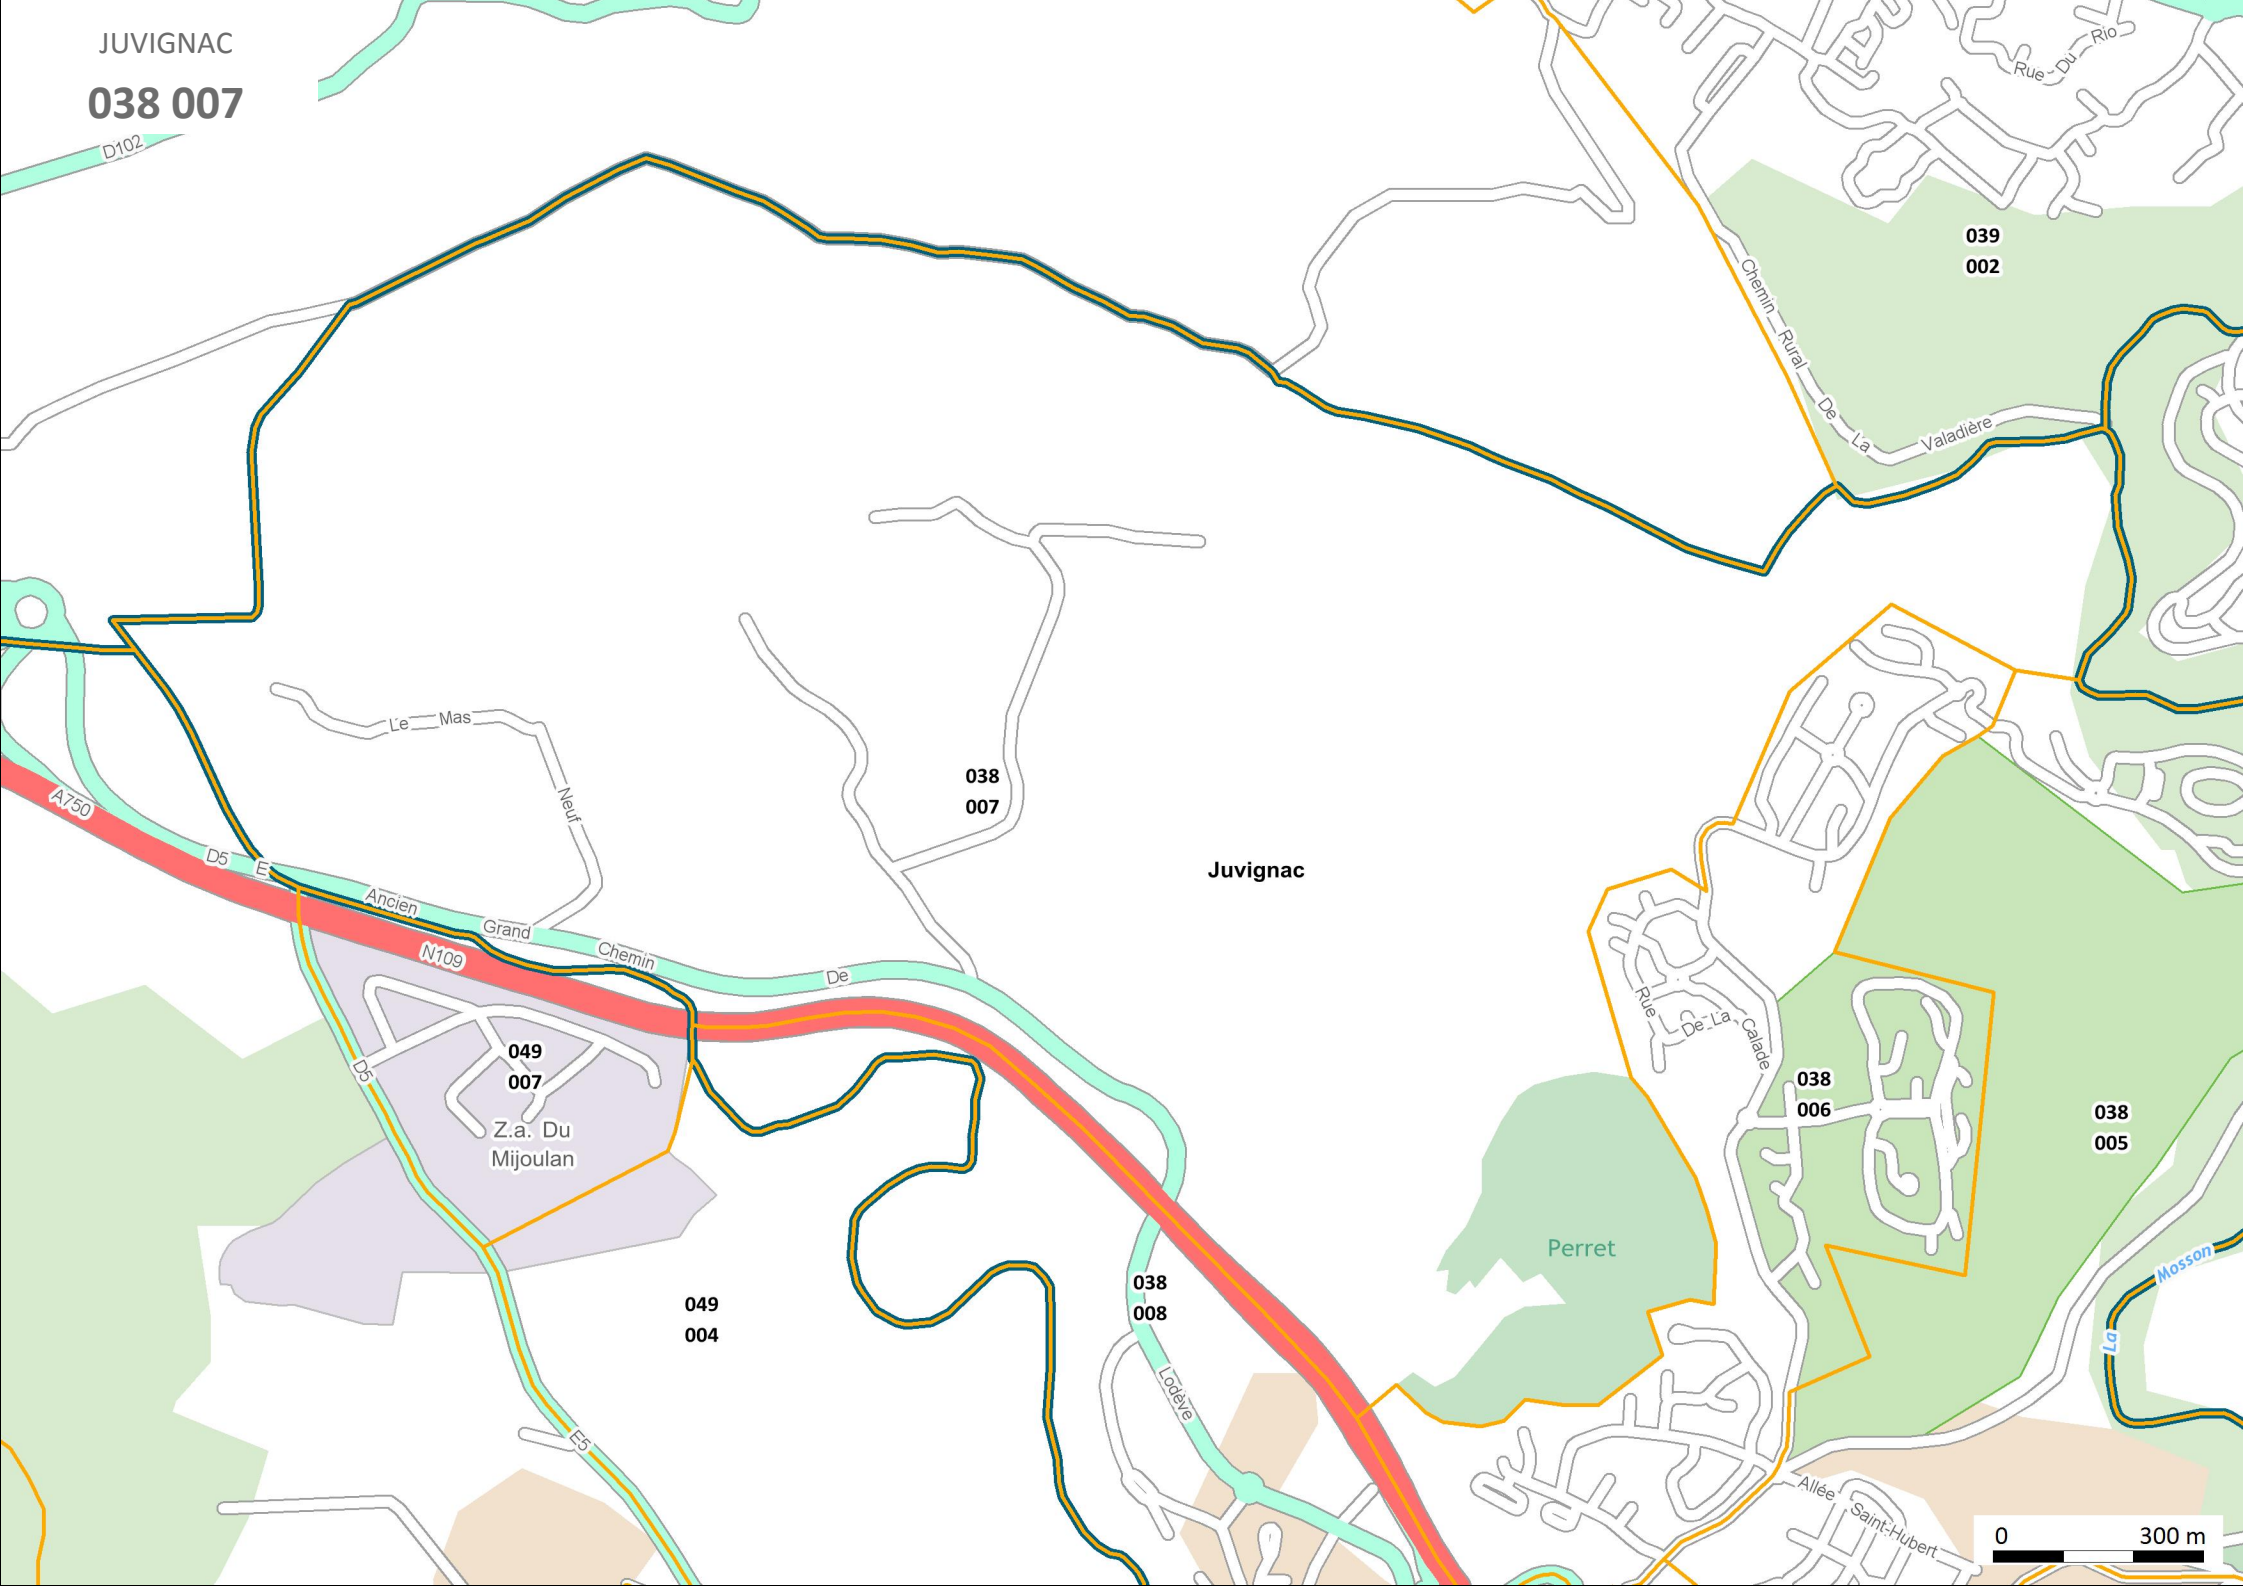 JUVIGNAC
038 007
D102
Rue Du Rio
039
002
Chemin Rural De La Valadière
Le Mas Neuf
038
007
A750
Juvignac
D5 E Ancien Grand Chemin De Lodève
N109
Rue De La Calade
049
007
D5
Z.a. Du
Mijoulan
038
006
038
005
Perret
La Mosson
038
008
049
004
E5
Allée Saint-Hubert
0 300 m